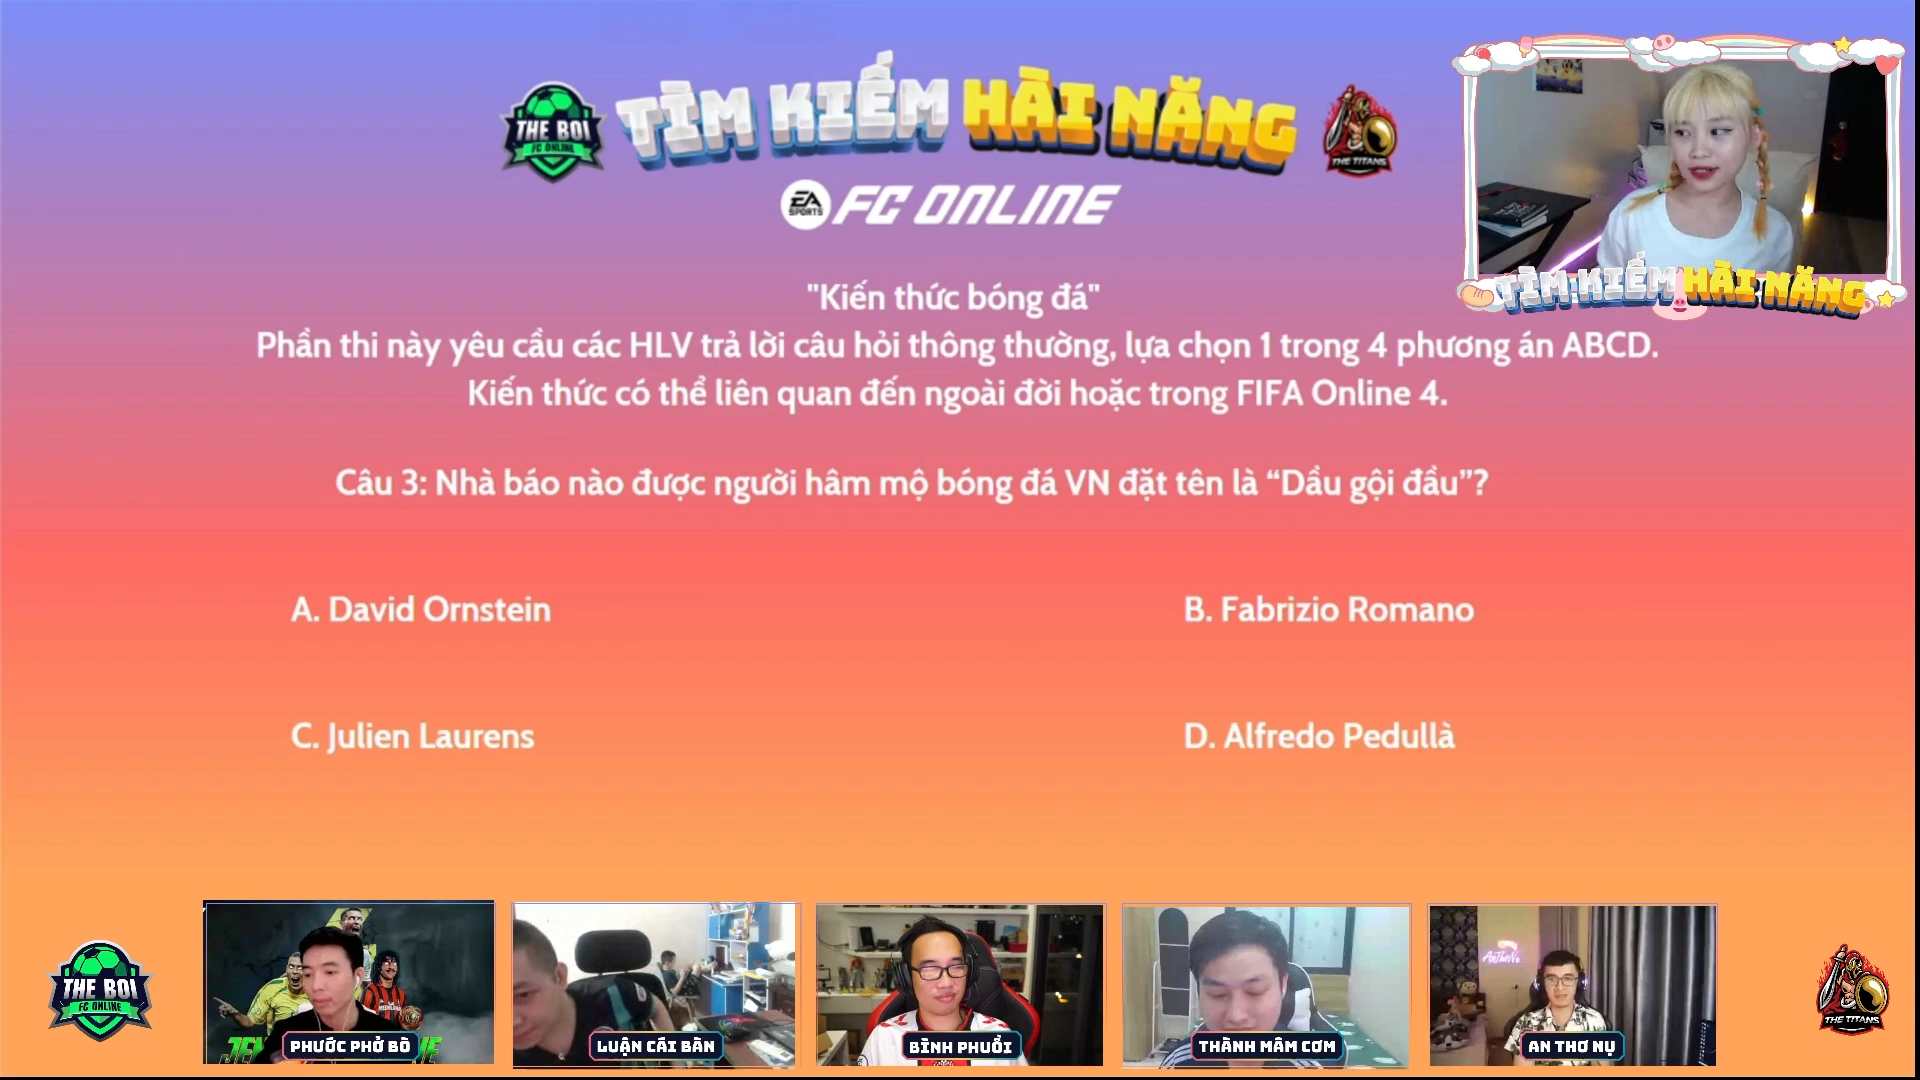 THE BOI
FC ONLINE
TÌM KIẾM HÀI NĂNG
THE TITANS
EA SPORTS FC ONLINE
TÌM KIẾM HÀI NĂNG
"Kiến thức bóng đá"
Phần thi này yêu cầu các HLV trả lời câu hỏi thông thường, lựa chọn 1 trong 4 phương án ABCD.
Kiến thức có thể liên quan đến ngoài đời hoặc trong FIFA Online 4.
Câu 3: Nhà báo nào được người hâm mộ bóng đá VN đặt tên là “Dầu gội đầu”?
A. David Ornstein
B. Fabrizio Romano
C. Julien Laurens
D. Alfredo Pedullà
THE BOI
FC ONLINE
PHƯỚC PHỞ BÒ
LUẬN CÁI BÀN
BÌNH PHUỔI
THÀNH MÂM CƠM
AnThoNu
AN THƠ NỤ
THE TITANS